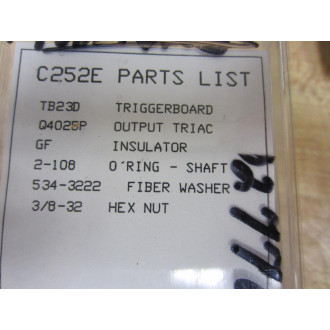 C252E PARTS LIST
TB23D TRIGGERBOARD
Q4025P OUTPUT TRIAC
GF INSULATOR
2-108 O'RING - SHAFT
534-3222 FIBER WASHER
3/8-32 HEX NUT